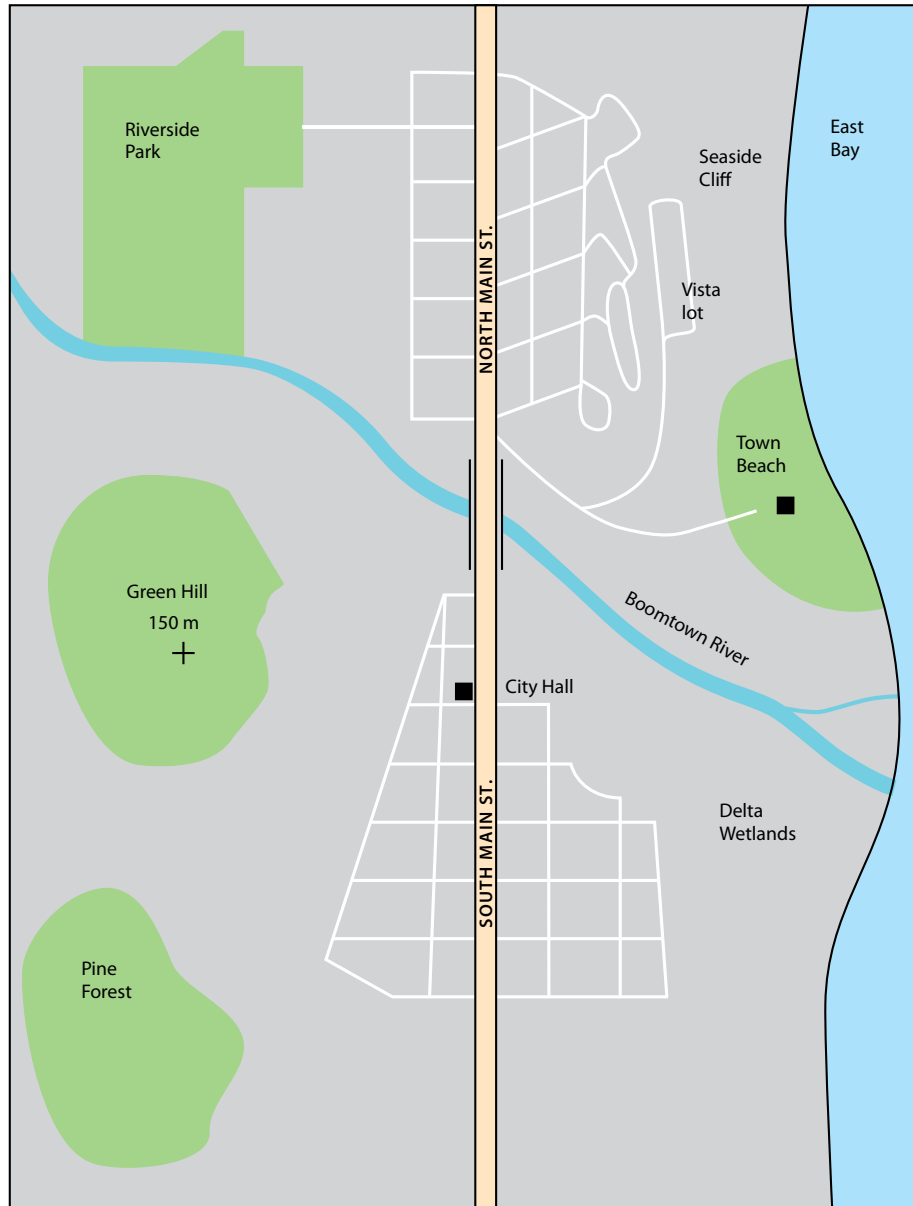 Riverside
Park
East
Bay
Seaside
Cliff
NORTH MAIN ST.
Vista
lot
Town
Beach
Green Hill
150 m
Boomtown River
City Hall
SOUTH MAIN ST.
Delta
Wetlands
Pine
Forest